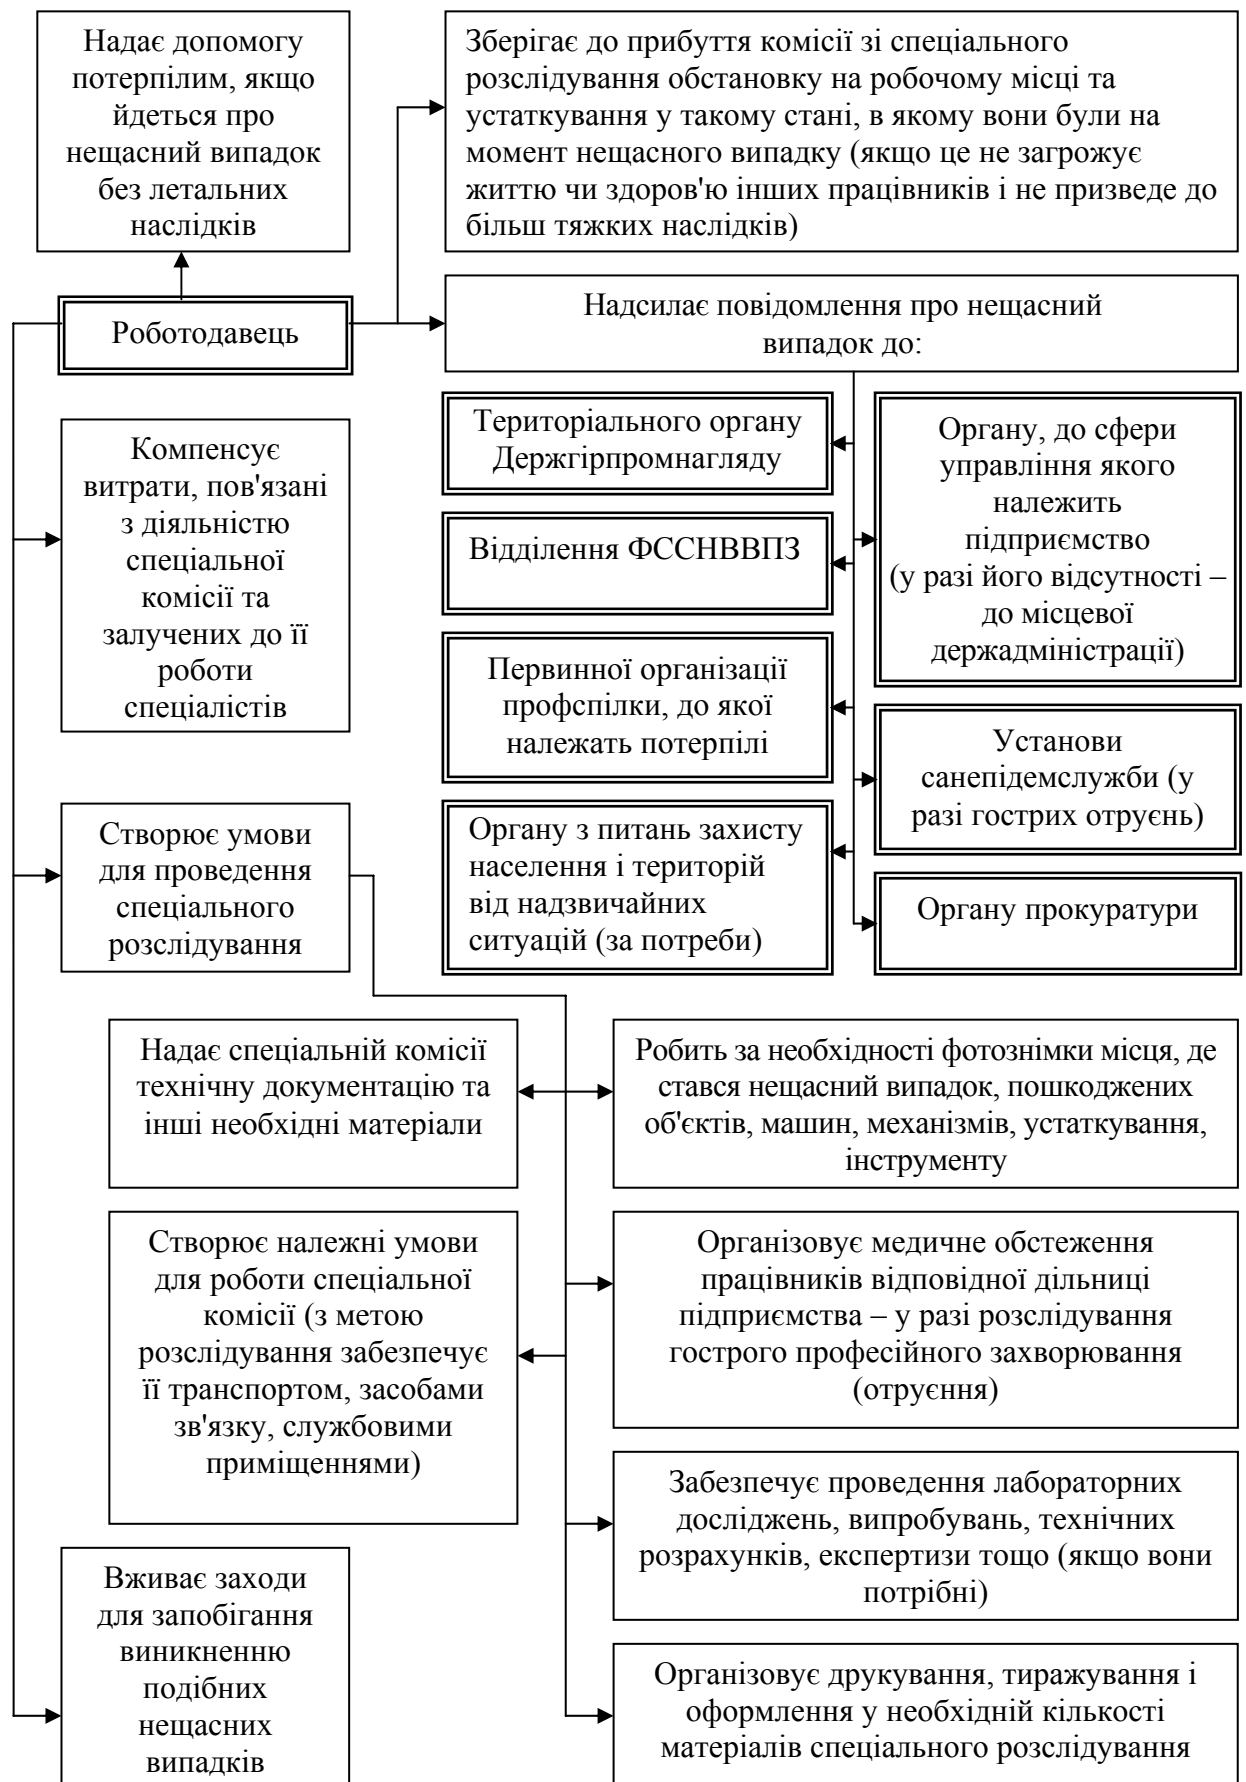 Надає допомогу
потерпілим, якщо
йдеться про
нещасний випадок
без летальних
наслідків
Зберігає до прибуття комісії зі спеціального
розслідування обстановку на робочому місці та
устаткування у такому стані, в якому вони були на
момент нещасного випадку (якщо це не загрожує
життю чи здоров'ю інших працівників і не призведе до
більш тяжких наслідків)
Роботодавець
Надсилає повідомлення про нещасний
випадок до:
Територіального органу
Держгірпромнагляду
Органу, до сфери
управління якого
належить
підприємство
(у разі його відсутності –
до місцевої
держадміністрації)
Компенсує
витрати, пов'язані
з діяльністю
спеціальної
комісії та
залучених до її
роботи
спеціалістів
Відділення ФССНВВПЗ
Первинної організації
профспілки, до якої
належать потерпілі
Установи
санепідемслужби (у
разі гострих отруєнь)
Створює умови
для проведення
спеціального
розслідування
Органу з питань захисту
населення і територій
від надзвичайних
ситуацій (за потреби)
Органу прокуратури
Надає спеціальній комісії
технічну документацію та
інші необхідні матеріали
Робить за необхідності фотознімки місця, де
стався нещасний випадок, пошкоджених
об'єктів, машин, механізмів, устаткування,
інструменту
Створює належні умови
для роботи спеціальної
комісії (з метою
розслідування забезпечує
її транспортом, засобами
зв'язку, службовими
приміщеннями)
Організовує медичне обстеження
працівників відповідної дільниці
підприємства – у разі розслідування
гострого професійного захворювання
(отруєння)
Забезпечує проведення лабораторних
досліджень, випробувань, технічних
розрахунків, експертизи тощо (якщо вони
потрібні)
Вживає заходи
для запобігання
виникненню
подібних
нещасних
випадків
Організовує друкування, тиражування і
оформлення у необхідній кількості
матеріалів спеціального розслідування